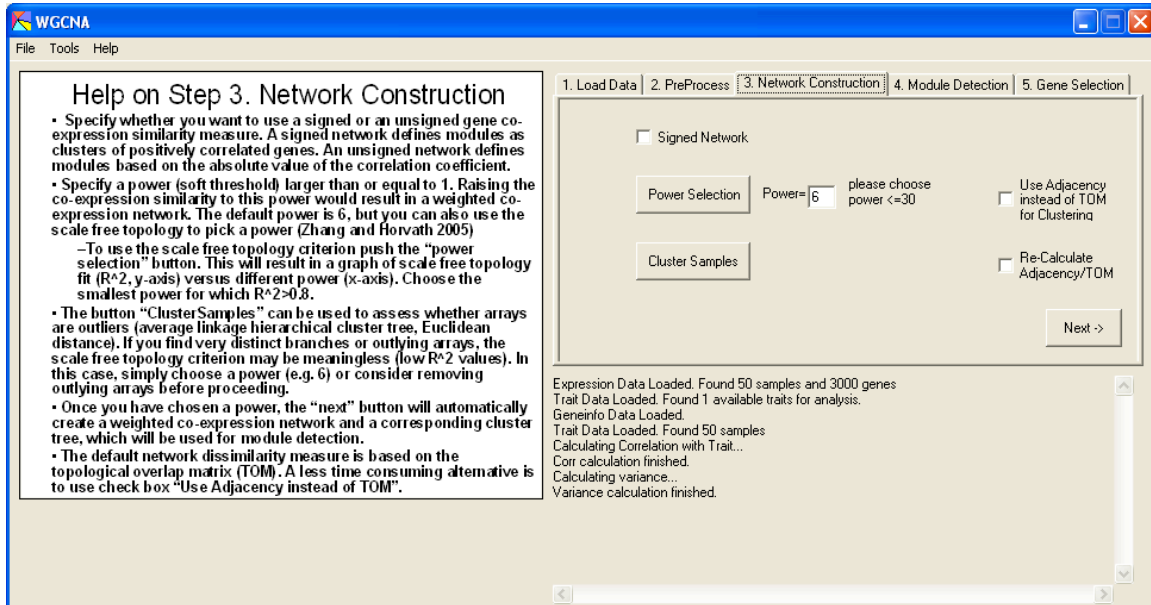 WGCNA
File Tools Help
Help on Step 3. Network Construction
• Specify whether you want to use a signed or an unsigned gene co-
expression similarity measure. A signed network defines modules as
clusters of positively correlated genes. An unsigned network defines
modules based on the absolute value of the correlation coefficient.
• Specify a power (soft threshold) larger than or equal to 1. Raising the
co-expression similarity to this power would result in a weighted co-
expression network. The default power is 6, but you can also use the
scale free topology to pick a power (Zhang and Horvath 2005)
–To use the scale free topology criterion push the “power
selection” button. This will result in a graph of scale free topology
fit (R^2, y-axis) versus different power (x-axis). Choose the
smallest power for which R^2>0.8.
• The button “ClusterSamples” can be used to assess whether arrays
are outliers (average linkage hierarchical cluster tree, Euclidean
distance). If you find very distinct branches or outlying arrays, the
scale free topology criterion may be meaningless (low R^2 values). In
this case, simply choose a power (e.g. 6) or consider removing
outlying arrays before proceeding.
• Once you have chosen a power, the “next” button will automatically
create a weighted co-expression network and a corresponding cluster
tree, which will be used for module detection.
• The default network dissimilarity measure is based on the
topological overlap matrix (TOM). A less time consuming alternative is
to use check box “Use Adjacency instead of TOM”.
1. Load Data 2. PreProcess 3. Network Construction 4. Module Detection 5. Gene Selection
Signed Network
Power Selection
Power= 6
please choose
power <=30
Use Adjacency
instead of TOM
for Clustering
Cluster Samples
Re-Calculate
Adjacency/TOM
Next ->
Expression Data Loaded. Found 50 samples and 3000 genes
Trait Data Loaded. Found 1 available traits for analysis.
Geneinfo Data Loaded.
Trait Data Loaded. Found 50 samples
Calculating Correlation with Trait...
Corr calculation finished.
Calculating variance...
Variance calculation finished.